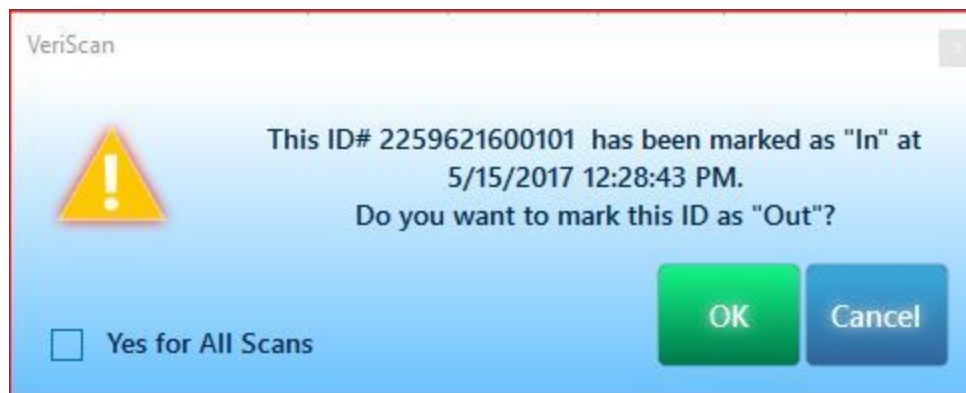 VeriScan
This ID# 2259621600101 has been marked as "In" at
5/15/2017 12:28:43 PM.
Do you want to mark this ID as "Out"?
OK
Cancel
Yes for All Scans